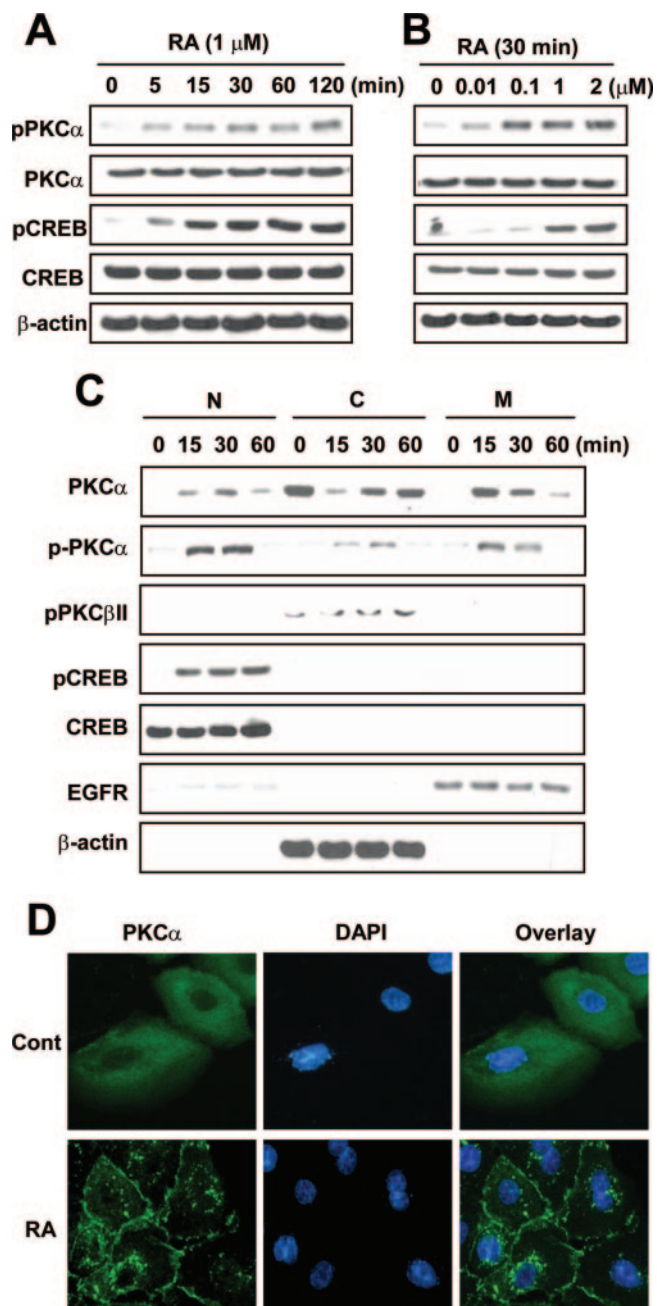 A
RA (1 μM)
0 5 15 30 60 120 (min)
pPKCα
PKCα
pCREB
CREB
β-actin
B
RA (30 min)
0 0.01 0.1 1 2 (μM)
C
N C M
0 15 30 60 0 15 30 60 0 15 30 60 (min)
PKCα
p-PKCα
pPKCβII
pCREB
CREB
EGFR
β-actin
D
PKCα DAPI Overlay
Cont
RA